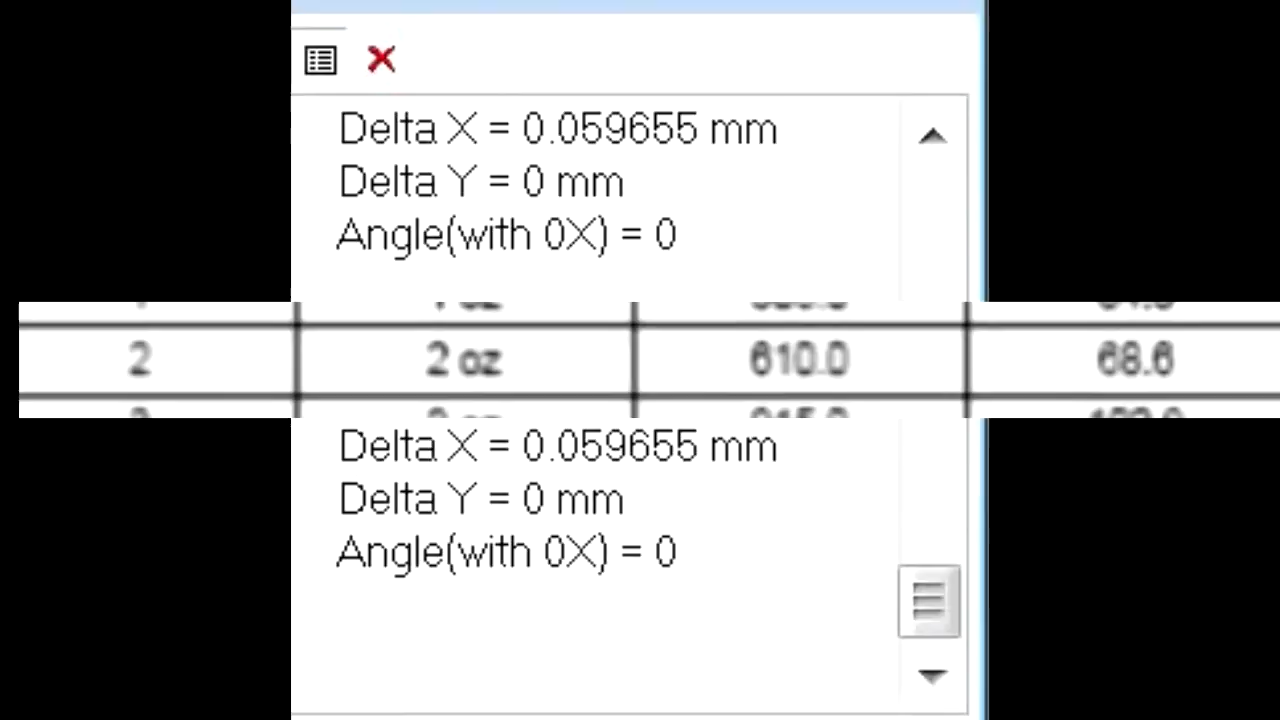 Delta X = 0.059655 mm
Delta Y = 0 mm
Angle(with 0X) = 0
2 2 oz 610.0 68.6
Delta X = 0.059655 mm
Delta Y = 0 mm
Angle(with 0X) = 0